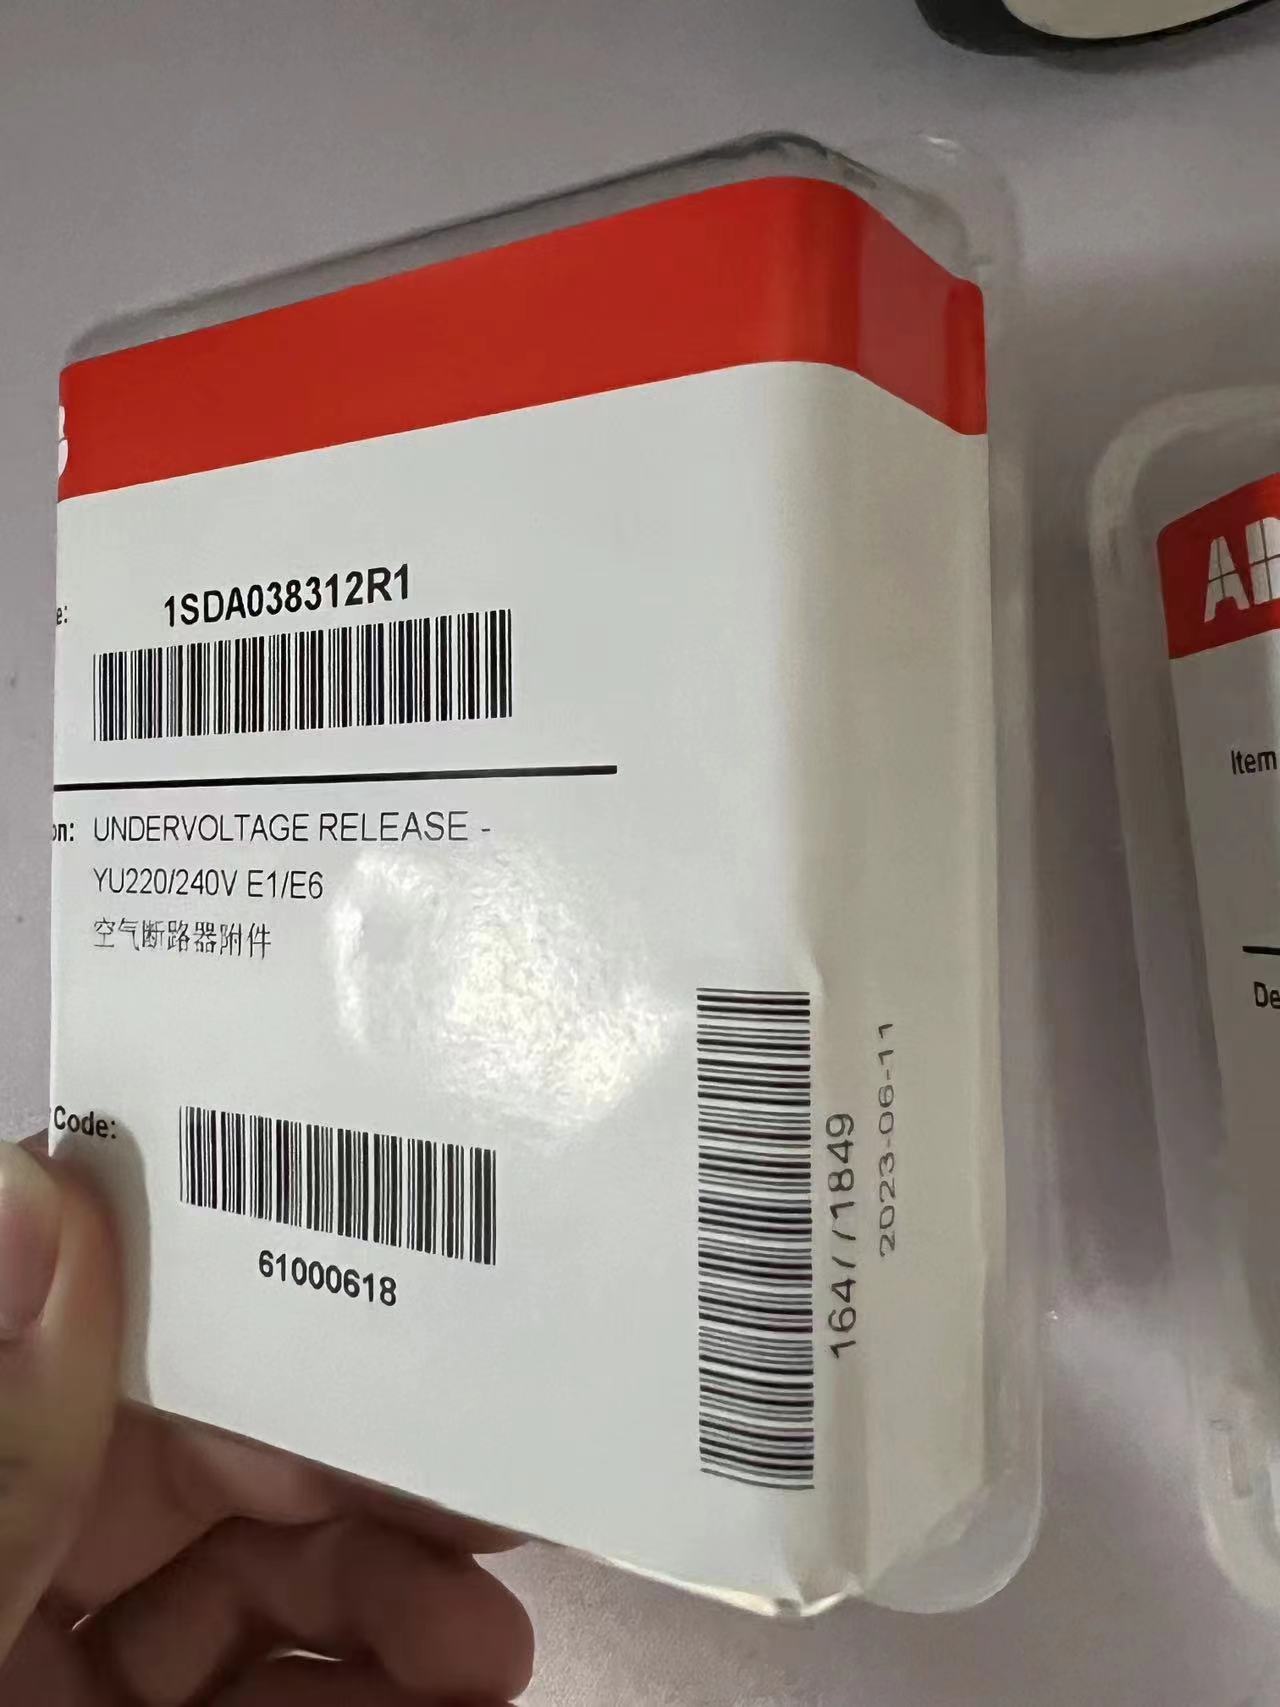 1SDA038312R1
UNDERVOLTAGE RELEASE -
YU220/240V E1/E6
空气断路器附件
Code:
61000618
1647/1849
2023-06-11
Item
De